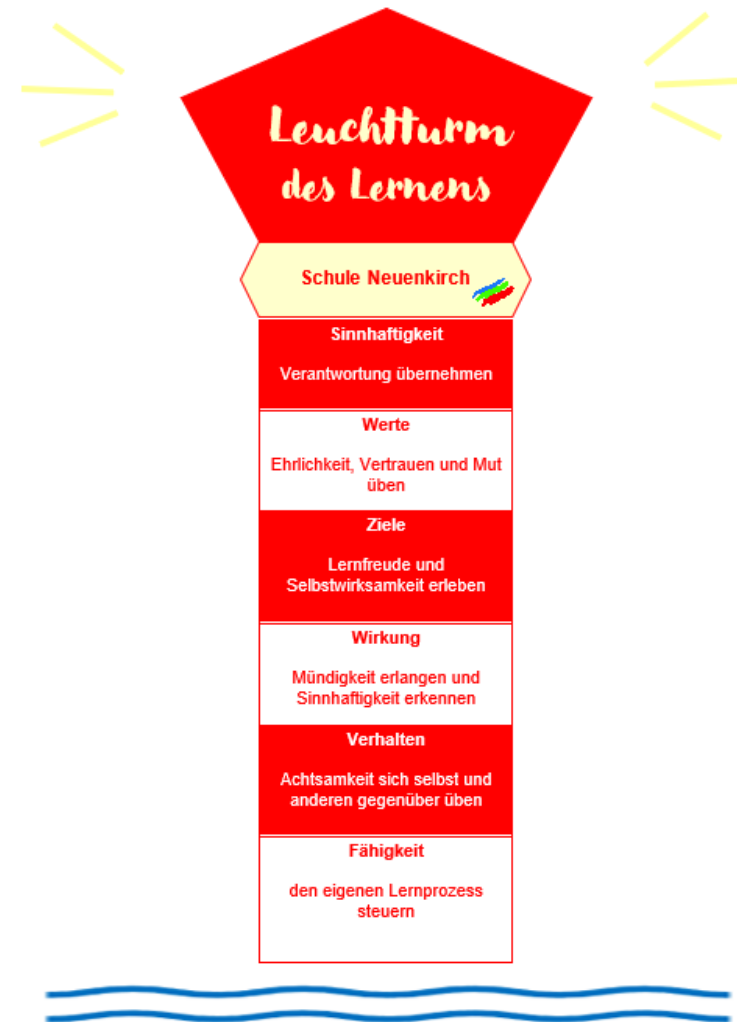 Leuchtturm
des Lernens
Schule Neuenkirch
Sinnhaftigkeit
Verantwortung übernehmen
Werte
Ehrlichkeit, Vertrauen und Mut
üben
Ziele
Lernfreude und
Selbstwirksamkeit erleben
Wirkung
Mündigkeit erlangen und
Sinnhaftigkeit erkennen
Verhalten
Achtsamkeit sich selbst und
anderen gegenüber üben
Fähigkeit
den eigenen Lernprozess
steuern